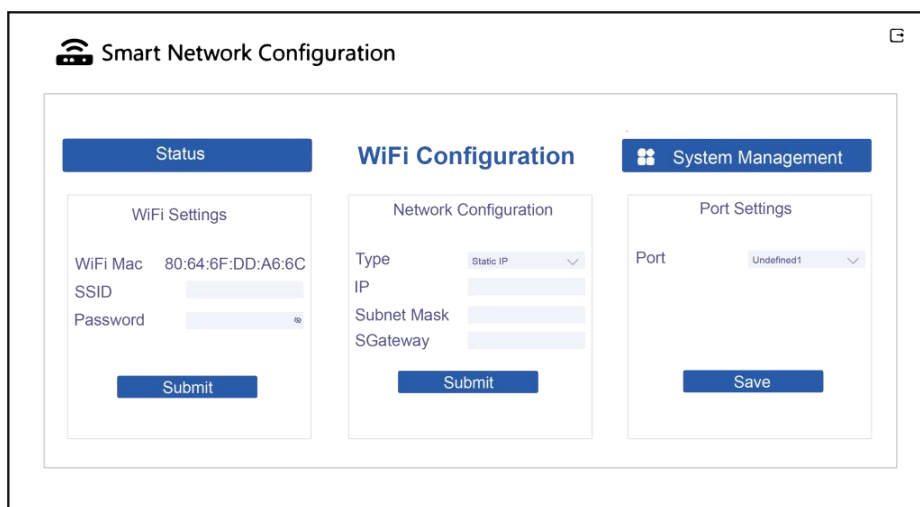 Smart Network Configuration
Status
WiFi Configuration
System Management
WiFi Settings
WiFi Mac 80:64:6F:DD:A6:6C
SSID
Password
Submit
Network Configuration
Type Static IP
IP
Subnet Mask
SGateway
Submit
Port Settings
Port Undefined1
Save